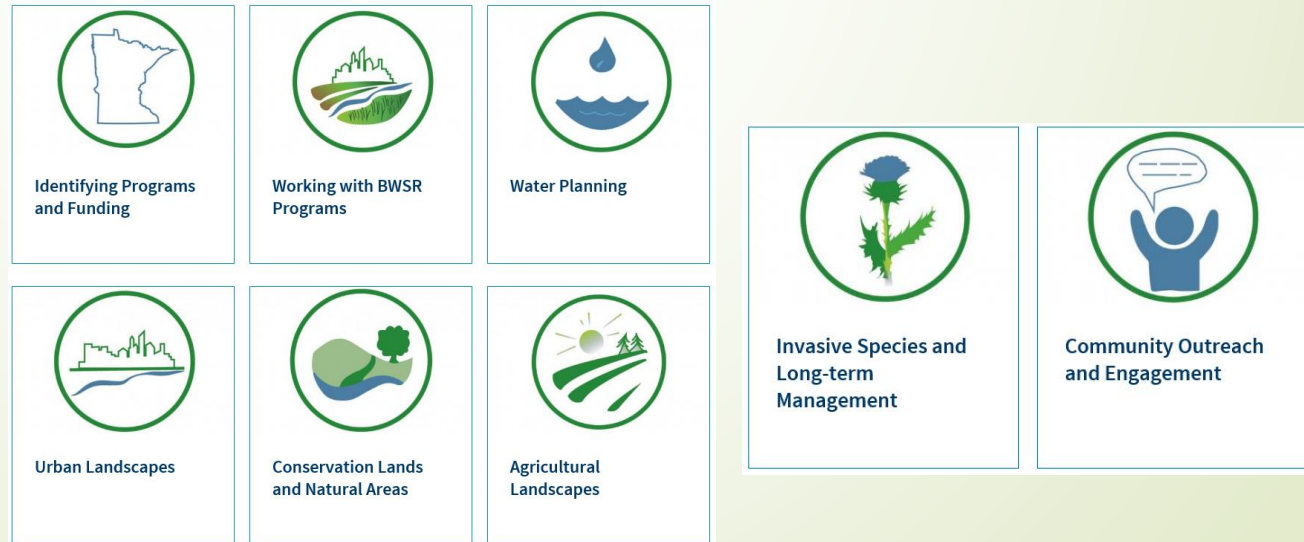 Identifying Programs
and Funding
Working with BWSR
Programs
Water Planning
Urban Landscapes
Conservation Lands
and Natural Areas
Agricultural
Landscapes
Invasive Species and
Long-term
Management
Community Outreach
and Engagement